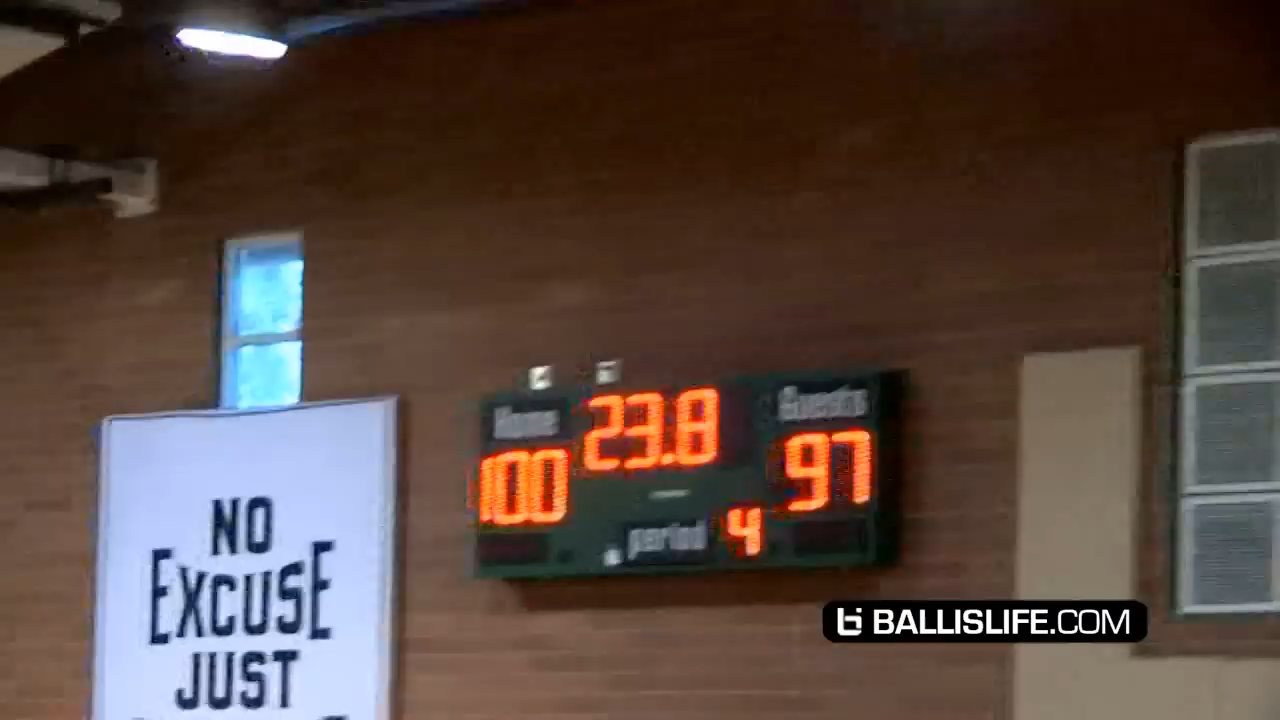 Home
23.8
Guests
100
97
period 4
NO
EXCUSE
JUST
BALLISLIFE.COM